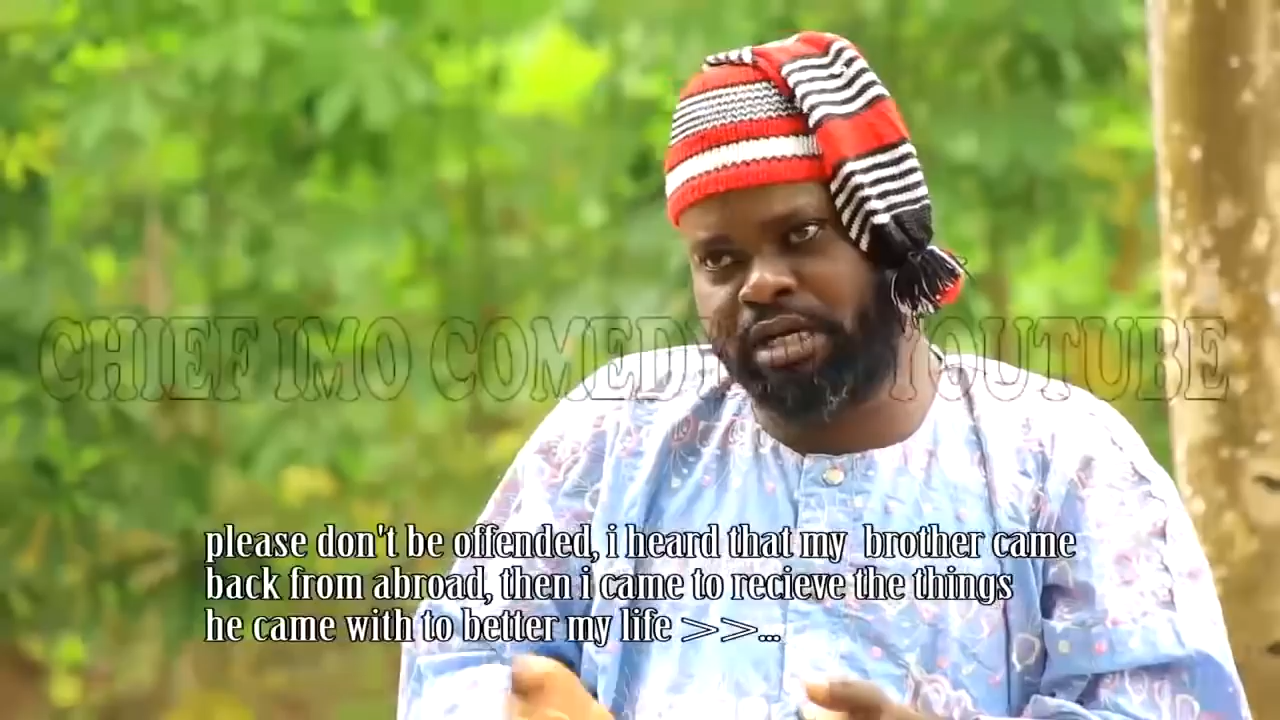 CHIEF IMO COMEDY YOUTUBE
please don't be offended, i heard that my brother came
back from abroad, then i came to recieve the things
he came with to better my life >>...